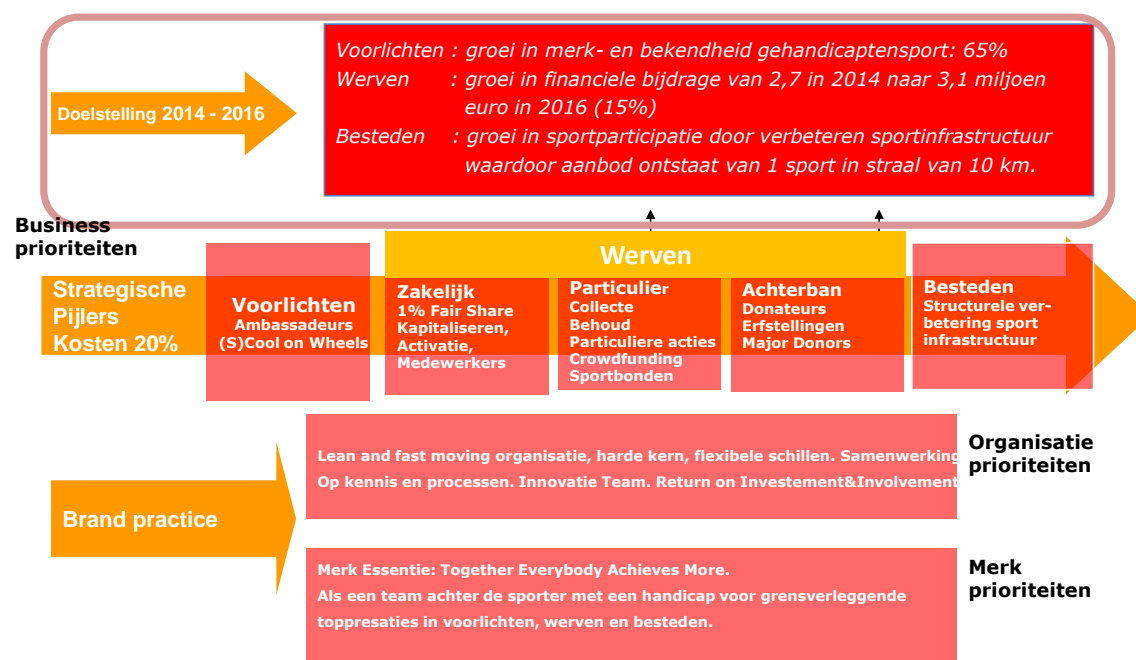 Doelstelling 2014 - 2016
Voorlichten : groei in merk- en bekendheid gehandicaptensport: 65%
Werven : groei in financiele bijdrage van 2,7 in 2014 naar 3,1 miljoen
euro in 2016 (15%)
Besteden : groei in sportparticipatie door verbeteren sportinfrastructuur
waardoor aanbod ontstaat van 1 sport in straal van 10 km.
Business
prioriteiten
Strategische
Pijlers
Kosten 20%
Voorlichten
Ambassadeurs
(S)Cool on Wheels
Werven
Zakelijk
1% Fair Share
Kapitaliseren,
Activatie,
Medewerkers
Particulier
Collecte
Behoud
Particuliere acties
Crowdfunding
Sportbonden
Achterban
Donateurs
Erfstellingen
Major Donors
Besteden
Structurele ver-
betering sport
infrastructuur
Brand practice
Lean and fast moving organisatie, harde kern, flexibele schillen. Samenwerking
Op kennis en processen. Innovatie Team. Return on Investement&Involvement
Organisatie
prioriteiten
Merk Essentie: Together Everybody Achieves More.
Als een team achter de sporter met een handicap voor grensverleggende
toppresaties in voorlichten, werven en besteden.
Merk
prioriteiten